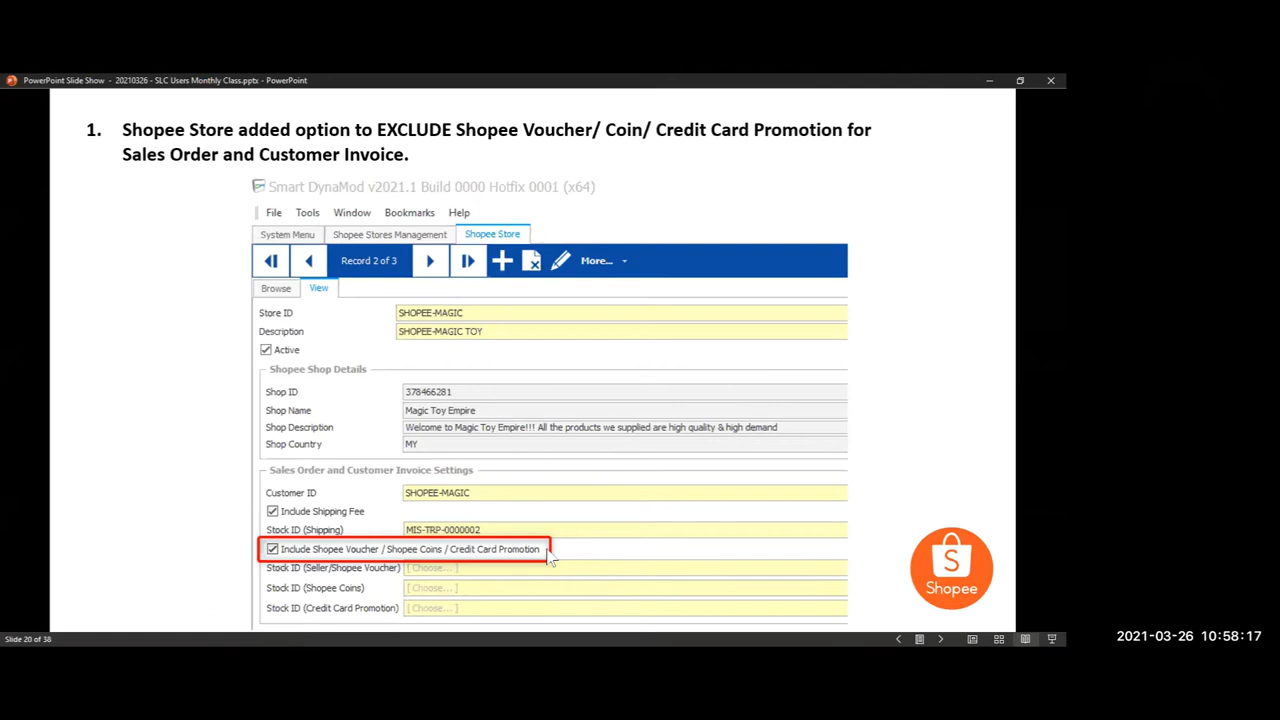 PowerPoint Slide Show - 20210326 - SLC Users Monthly Class.pptx - PowerPoint
1. Shopee Store added option to EXCLUDE Shopee Voucher/ Coin/ Credit Card Promotion for
Sales Order and Customer Invoice.
Smart DynaMod v2021.1 Build 0000 Hotfix 0001 (x64)
File Tools Window Bookmarks Help
System Menu Shopee Stores Management Shopee Store
Record 2 of 3 More...
Browse View
Store ID SHOPEE-MAGIC
Description SHOPEE-MAGIC TOY
Active
Shopee Shop Details
Shop ID 378466281
Shop Name Magic Toy Empire
Shop Description Welcome to Magic Toy Empire!!! All the products we supplied are high quality & high demand
Shop Country MY
Sales Order and Customer Invoice Settings
Customer ID SHOPEE-MAGIC
Include Shipping Fee
Stock ID (Shipping) MIS-TRP-0000002
Include Shopee Voucher / Shopee Coins / Credit Card Promotion
Stock ID (Seller/Shopee Voucher) [ Choose... ]
Stock ID (Shopee Coins) [ Choose... ]
Stock ID (Credit Card Promotion) [ Choose... ]
S
Shopee
Slide 20 of 38
2021-03-26 10:58:17